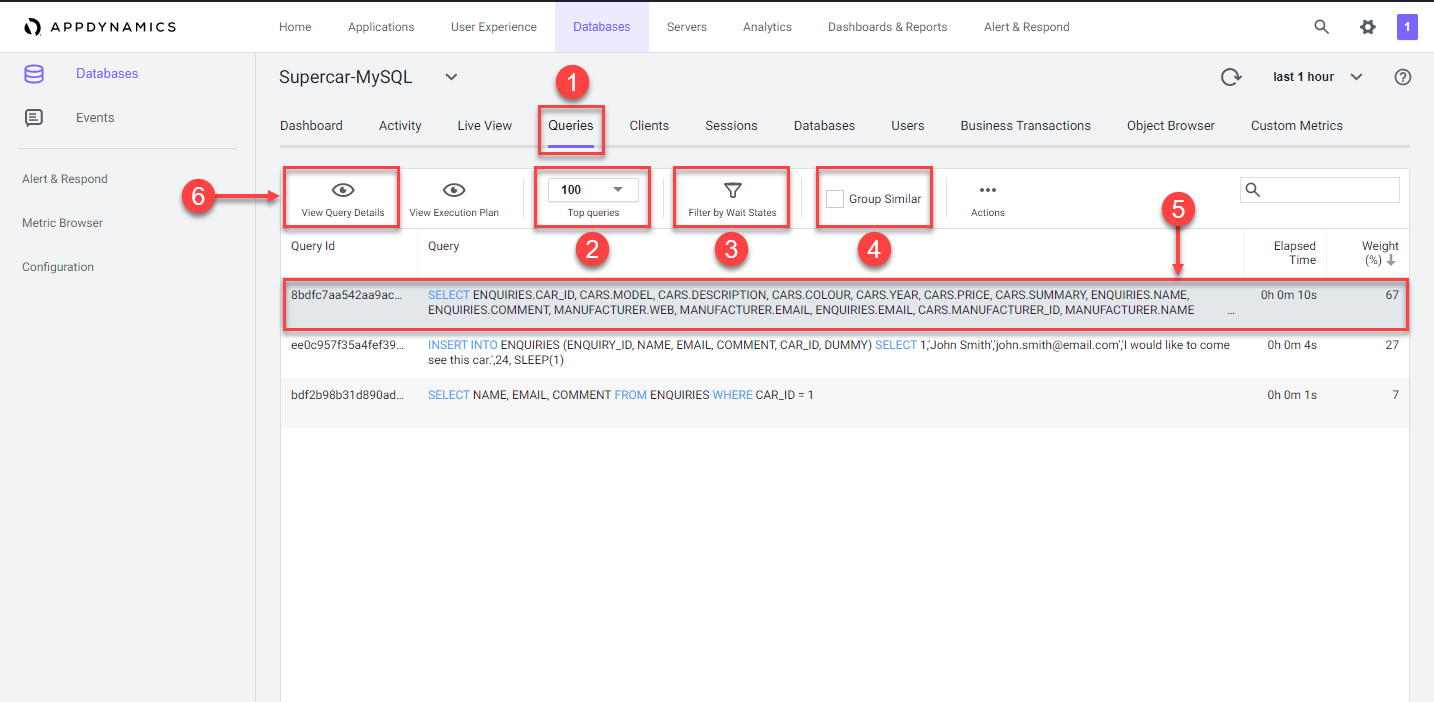 APPDYNAMICS
Home Applications User Experience Databases Servers Analytics Dashboards & Reports Alert & Respond 1
Databases
Events
Alert & Respond
Metric Browser
Configuration
Supercar-MySQL last 1 hour ?
1
Dashboard Activity Live View Queries Clients Sessions Databases Users Business Transactions Object Browser Custom Metrics
6
View Query Details
View Execution Plan
100
Top queries
Filter by Wait States
Group Similar
Actions
2
3
4
5
Query Id Query Elapsed Time Weight (%)
8bdfc7aa542aa9ac... SELECT ENQUIRIES.CAR_ID, CARS.MODEL, CARS.DESCRIPTION, CARS.COLOUR, CARS.YEAR, CARS.PRICE, CARS.SUMMARY, ENQUIRIES.NAME, 0h 0m 10s 67
ENQUIRIES.COMMENT, MANUFACTURER.WEB, MANUFACTURER.EMAIL, ENQUIRIES.EMAIL, CARS.MANUFACTURER_ID, MANUFACTURER.NAME ...
ee0c957f35a4fef39... INSERT INTO ENQUIRIES (ENQUIRY_ID, NAME, EMAIL, COMMENT, CAR_ID, DUMMY) SELECT 1,'John Smith','john.smith@email.com','I would like to come 0h 0m 4s 27
see this car.',24, SLEEP(1)
bdf2b98b31d890ad... SELECT NAME, EMAIL, COMMENT FROM ENQUIRIES WHERE CAR_ID = 1 0h 0m 1s 7